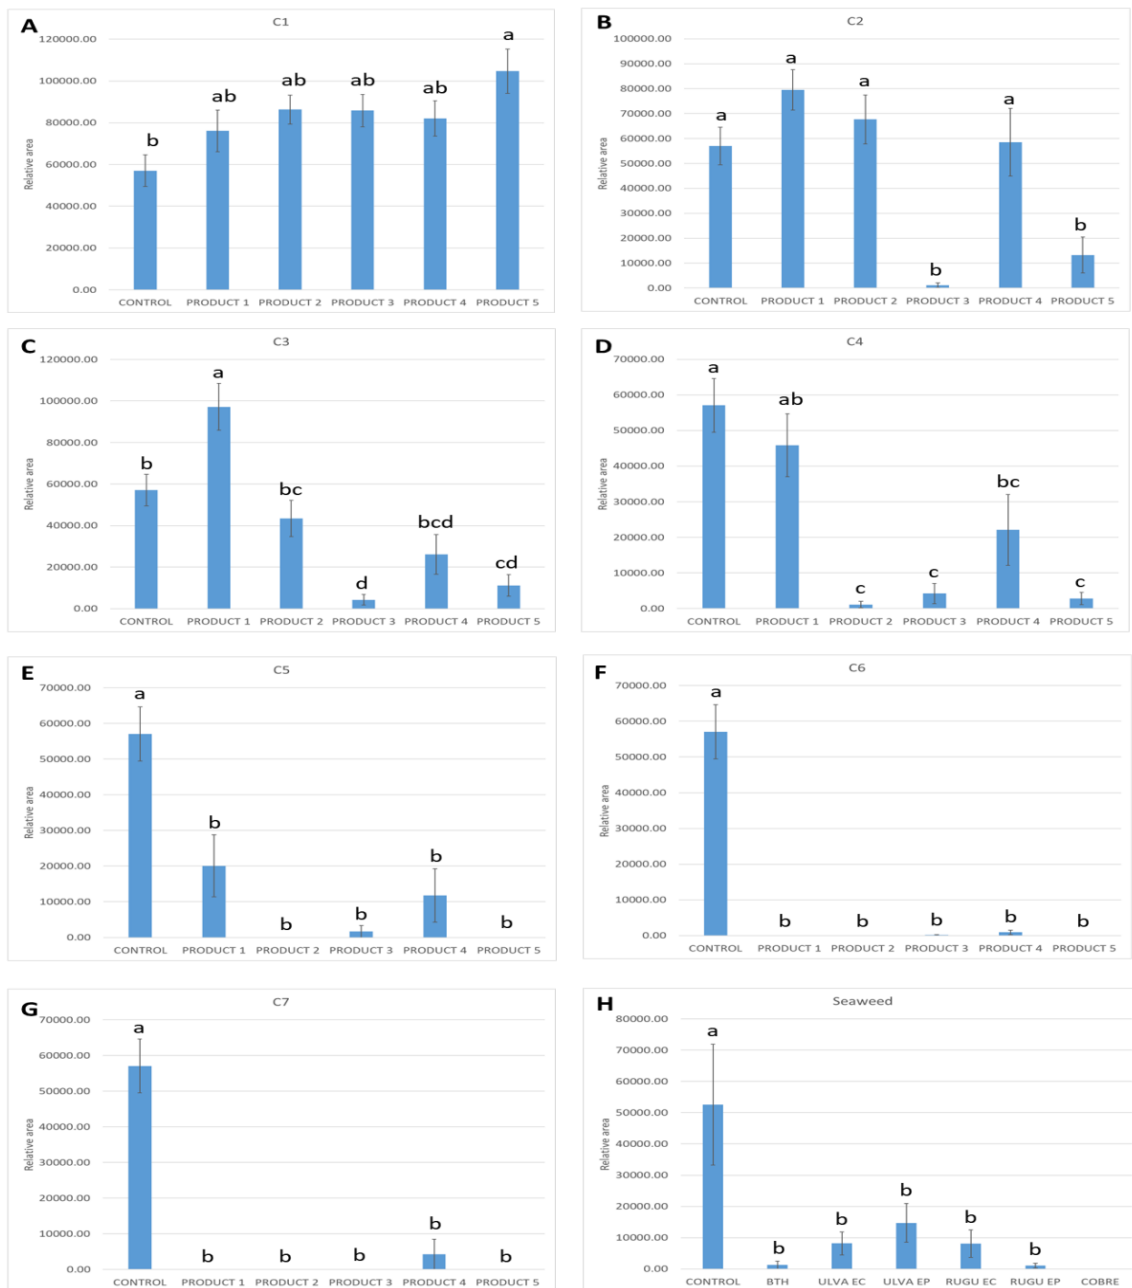 A
C1
Relative area
120000.00
100000.00
80000.00
60000.00
40000.00
20000.00
0.00
b
ab
ab
ab
ab
a
CONTROL PRODUCT 1 PRODUCT 2 PRODUCT 3 PRODUCT 4 PRODUCT 5
B
C2
Relative area
100000.00
90000.00
80000.00
70000.00
60000.00
50000.00
40000.00
30000.00
20000.00
10000.00
0.00
a
a
a
b
a
b
CONTROL PRODUCT 1 PRODUCT 2 PRODUCT 3 PRODUCT 4 PRODUCT 5
C
C3
Relative area
120000.00
100000.00
80000.00
60000.00
40000.00
20000.00
0.00
b
a
bc
d
bcd
cd
CONTROL PRODUCT 1 PRODUCT 2 PRODUCT 3 PRODUCT 4 PRODUCT 5
D
C4
Relative area
70000.00
60000.00
50000.00
40000.00
30000.00
20000.00
10000.00
0.00
a
ab
c
c
bc
c
CONTROL PRODUCT 1 PRODUCT 2 PRODUCT 3 PRODUCT 4 PRODUCT 5
E
C5
Relative area
70000.00
60000.00
50000.00
40000.00
30000.00
20000.00
10000.00
0.00
a
b
b
b
b
b
CONTROL PRODUCT 1 PRODUCT 2 PRODUCT 3 PRODUCT 4 PRODUCT 5
F
C6
Relative area
70000.00
60000.00
50000.00
40000.00
30000.00
20000.00
10000.00
0.00
a
b
b
b
b
b
CONTROL PRODUCT 1 PRODUCT 2 PRODUCT 3 PRODUCT 4 PRODUCT 5
G
C7
Relative area
70000.00
60000.00
50000.00
40000.00
30000.00
20000.00
10000.00
0.00
a
b
b
b
b
b
CONTROL PRODUCT 1 PRODUCT 2 PRODUCT 3 PRODUCT 4 PRODUCT 5
H
Seaweed
Relative area
80000.00
70000.00
60000.00
50000.00
40000.00
30000.00
20000.00
10000.00
0.00
a
b
b
b
b
b
CONTROL BTH ULVA EC ULVA EP RUGU EC RUGU EP COBRE